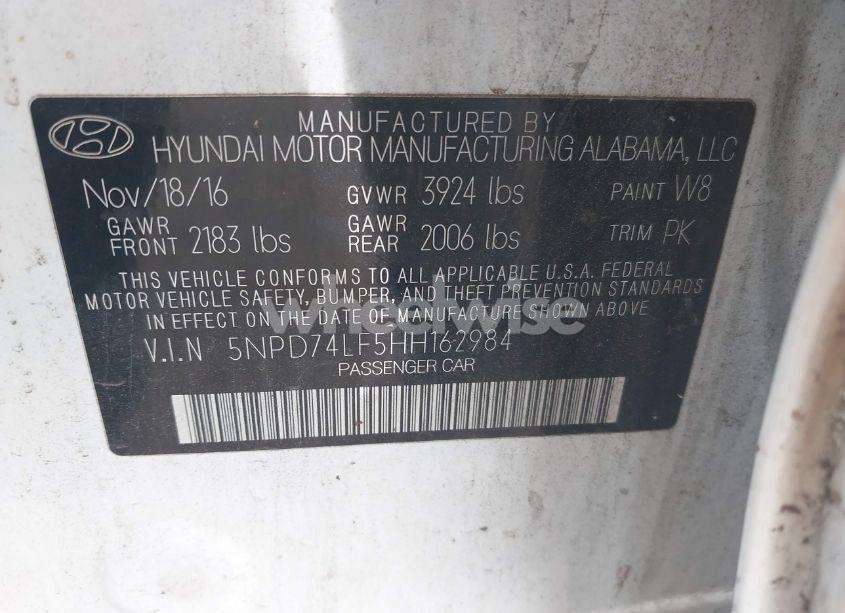 MANUFACTURED BY
HYUNDAI MOTOR MANUFACTURING ALABAMA, LLC
Nov/18/16 GVWR 3924 lbs PAINT W8
GAWR FRONT 2183 lbs GAWR REAR 2006 lbs TRIM PK
THIS VEHICLE CONFORMS TO ALL APPLICABLE U.S.A. FEDERAL
MOTOR VEHICLE SAFETY, BUMPER, AND THEFT PREVENTION STANDARDS
IN EFFECT ON THE DATE OF MANUFACTURE SHOWN ABOVE
wheelwise
V.I.N 5NPD74LF5HH162984
PASSENGER CAR